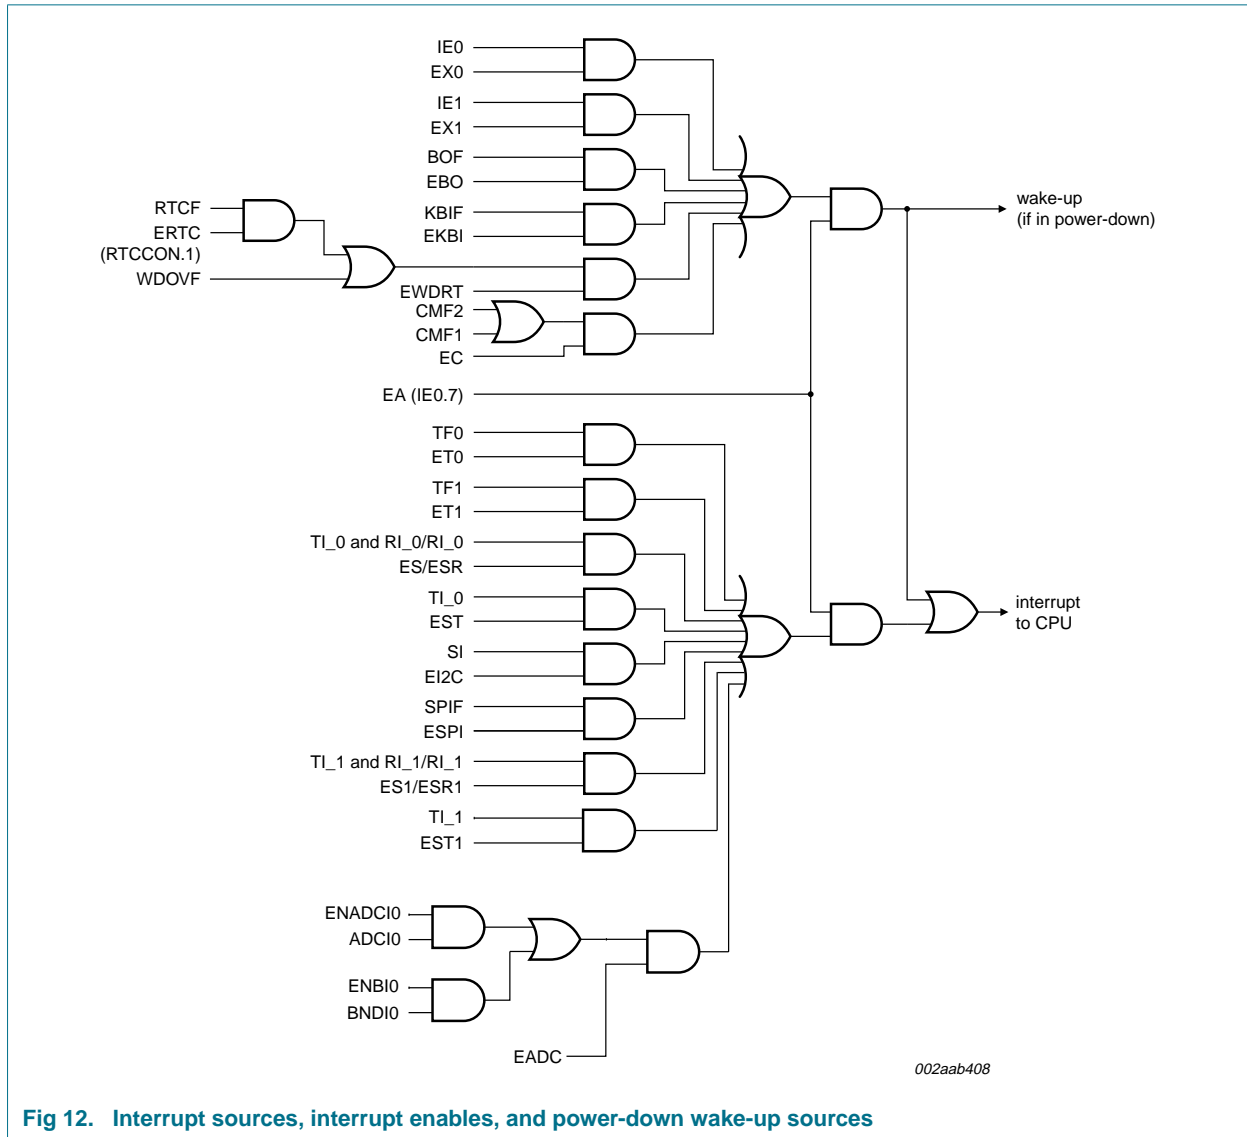 IE0
EX0
IE1
EX1
BOF
EBO
KBIF
EKBI
RTCF
ERTC
(RTCCON.1)
WDOVF
EWDRT
CMF2
CMF1
EC
EA (IE0.7)
wake-up
(if in power-down)
TF0
ET0
TF1
ET1
TI_0 and RI_0/RI_0
ES/ESR
TI_0
EST
SI
EI2C
SPIF
ESPI
TI_1 and RI_1/RI_1
ES1/ESR1
TI_1
EST1
interrupt
to CPU
ENADCI0
ADCI0
ENBI0
BNDI0
EADC
002aab408
Fig 12. Interrupt sources, interrupt enables, and power-down wake-up sources